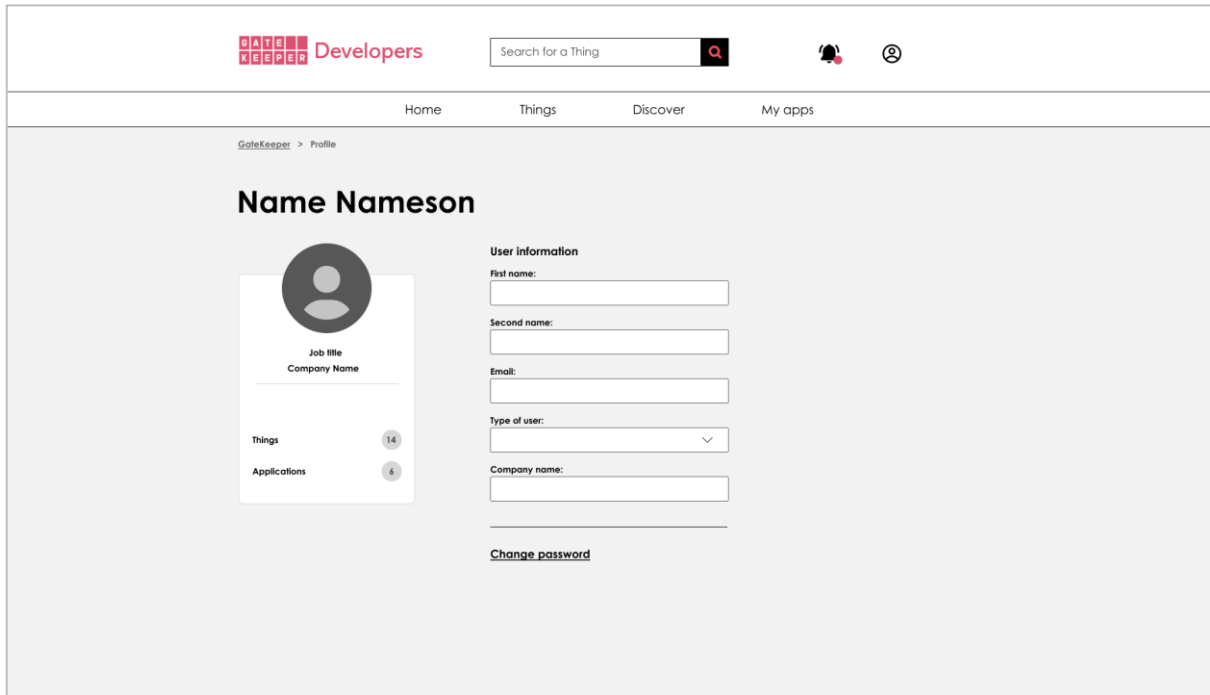 GATE
KEEPER Developers
Search for a Thing
Home Things Discover My apps
GateKeeper > Profile
Name Nameson
Job title
Company Name
Things 14
Applications 6
User information
First name:
Second name:
Email:
Type of user:
Company name:
Change password